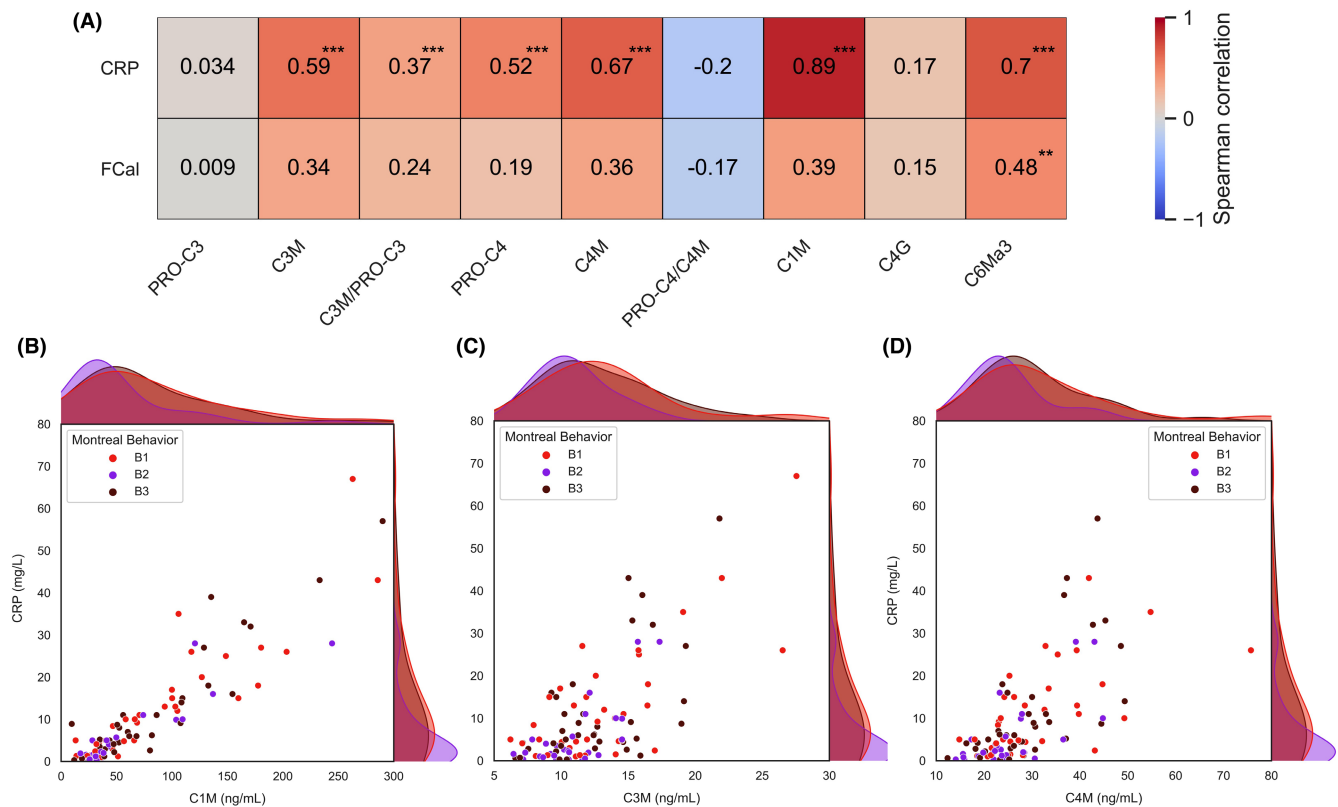 (A)
CRP 0.034 0.59*** 0.37*** 0.52*** 0.67*** -0.2 0.89*** 0.17 0.7***
FCal 0.009 0.34 0.24 0.19 0.36 -0.17 0.39 0.15 0.48**
PRO-C3 C3M C3M/PRO-C3 PRO-C4 C4M PRO-C4/C4M C1M C4G C6Ma3
1
0
−1
Spearman correlation
(B)
80
70
60
50
40
30
20
10
0
CRP (mg/L)
Montreal Behavior
B1
B2
B3
0 50 100 150 200 250 300
C1M (ng/mL)
(C)
80
70
60
50
40
30
20
10
0
Montreal Behavior
B1
B2
B3
5 10 15 20 25 30
C3M (ng/mL)
(D)
80
70
60
50
40
30
20
10
0
CRP (mg/L)
Montreal Behavior
B1
B2
B3
10 20 30 40 50 60 70 80
C4M (ng/mL)